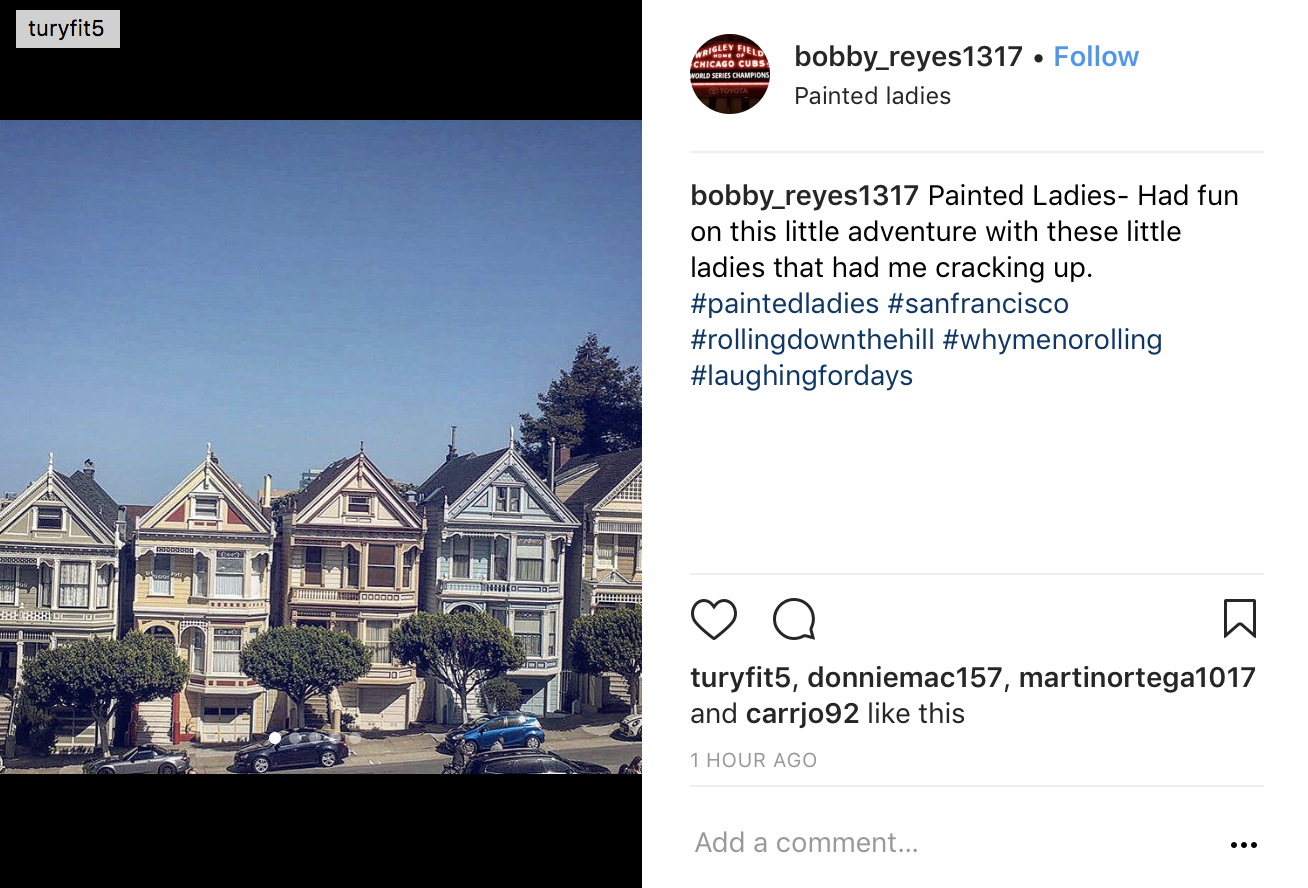 turyfit5
WRIGLEY FIELD
HOME OF
CHICAGO CUBS
WORLD SERIES CHAMPIONS
TOYOTA
bobby_reyes1317 • Follow
Painted ladies
bobby_reyes1317 Painted Ladies- Had fun
on this little adventure with these little
ladies that had me cracking up.
#paintedladies #sanfrancisco
#rollingdownthehill #whymenorolling
#laughingfordays
turyfit5, donniemac157, martinortega1017
and carrjo92 like this
1 HOUR AGO
Add a comment...